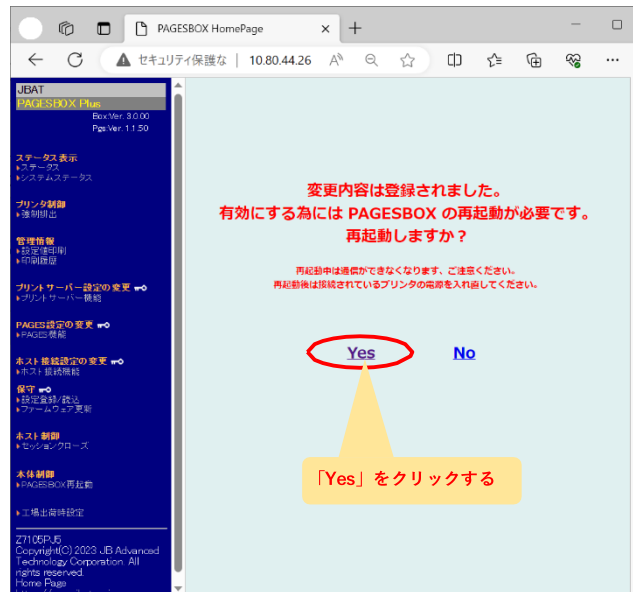 PAGESBOX HomePage
セキュリティ保護な | 10.80.44.26
JBAT
PAGESBOX Plus
Box:Ver. 3.0.00
Pgs:Ver. 1.1.50
ステータス表示
ステータス
システムステータス
プリンタ制御
強制排出
管理情報
設定値印刷
印刷履歴
プリントサーバー設定の変更
プリントサーバー機能
PAGES設定の変更
PAGES機能
ホスト接続設定の変更
ホスト接続機能
保守
設定登録/読込
ファームウェア更新
ホスト制御
セッションクローズ
本体制御
PAGESBOX再起動
工場出荷時設定
Z7105PJ5
Copyright(C) 2023 JB Advanced
Technology Corporation. All
rights reserved.
Home Page
変更内容は登録されました。
有効にする為には PAGESBOX の再起動が必要です。
再起動しますか？
再起動中は通信ができなくなります、ご注意ください。
再起動後は接続されているプリンタの電源を入れ直してください。
Yes No
「Yes」をクリックする